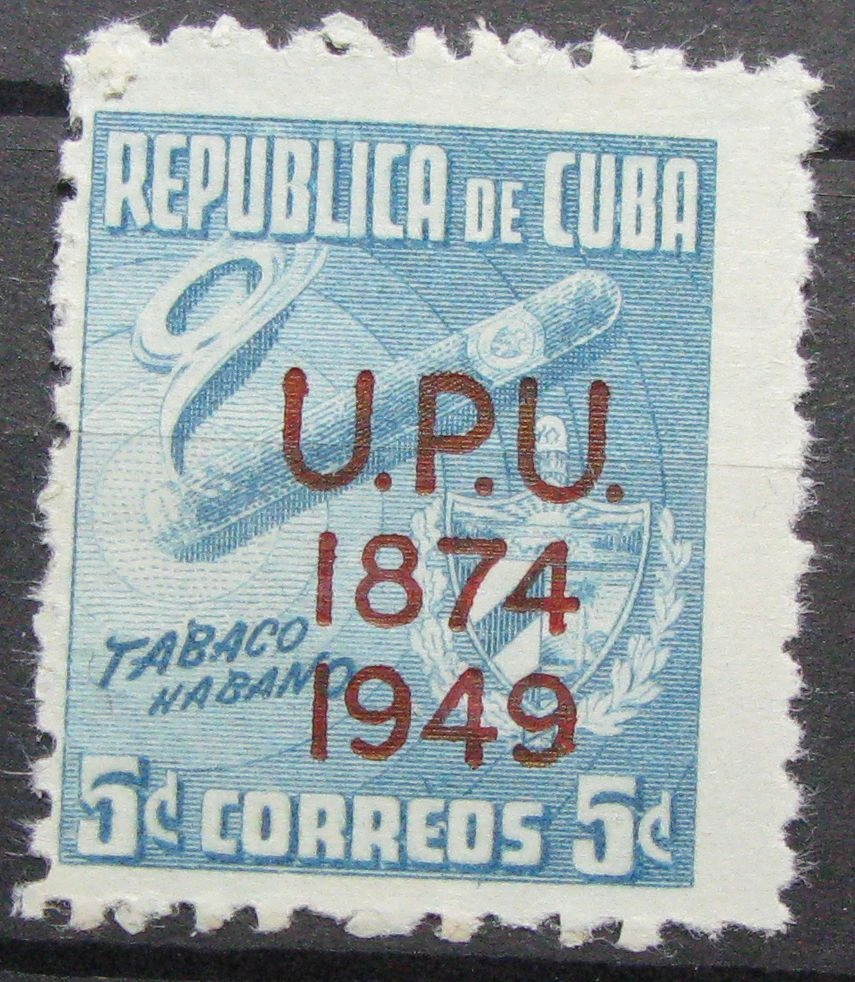 REPUBLICA DE CUBA
U.P.U.
1874
1949
TABACO
HABANO
5¢ CORREOS 5¢